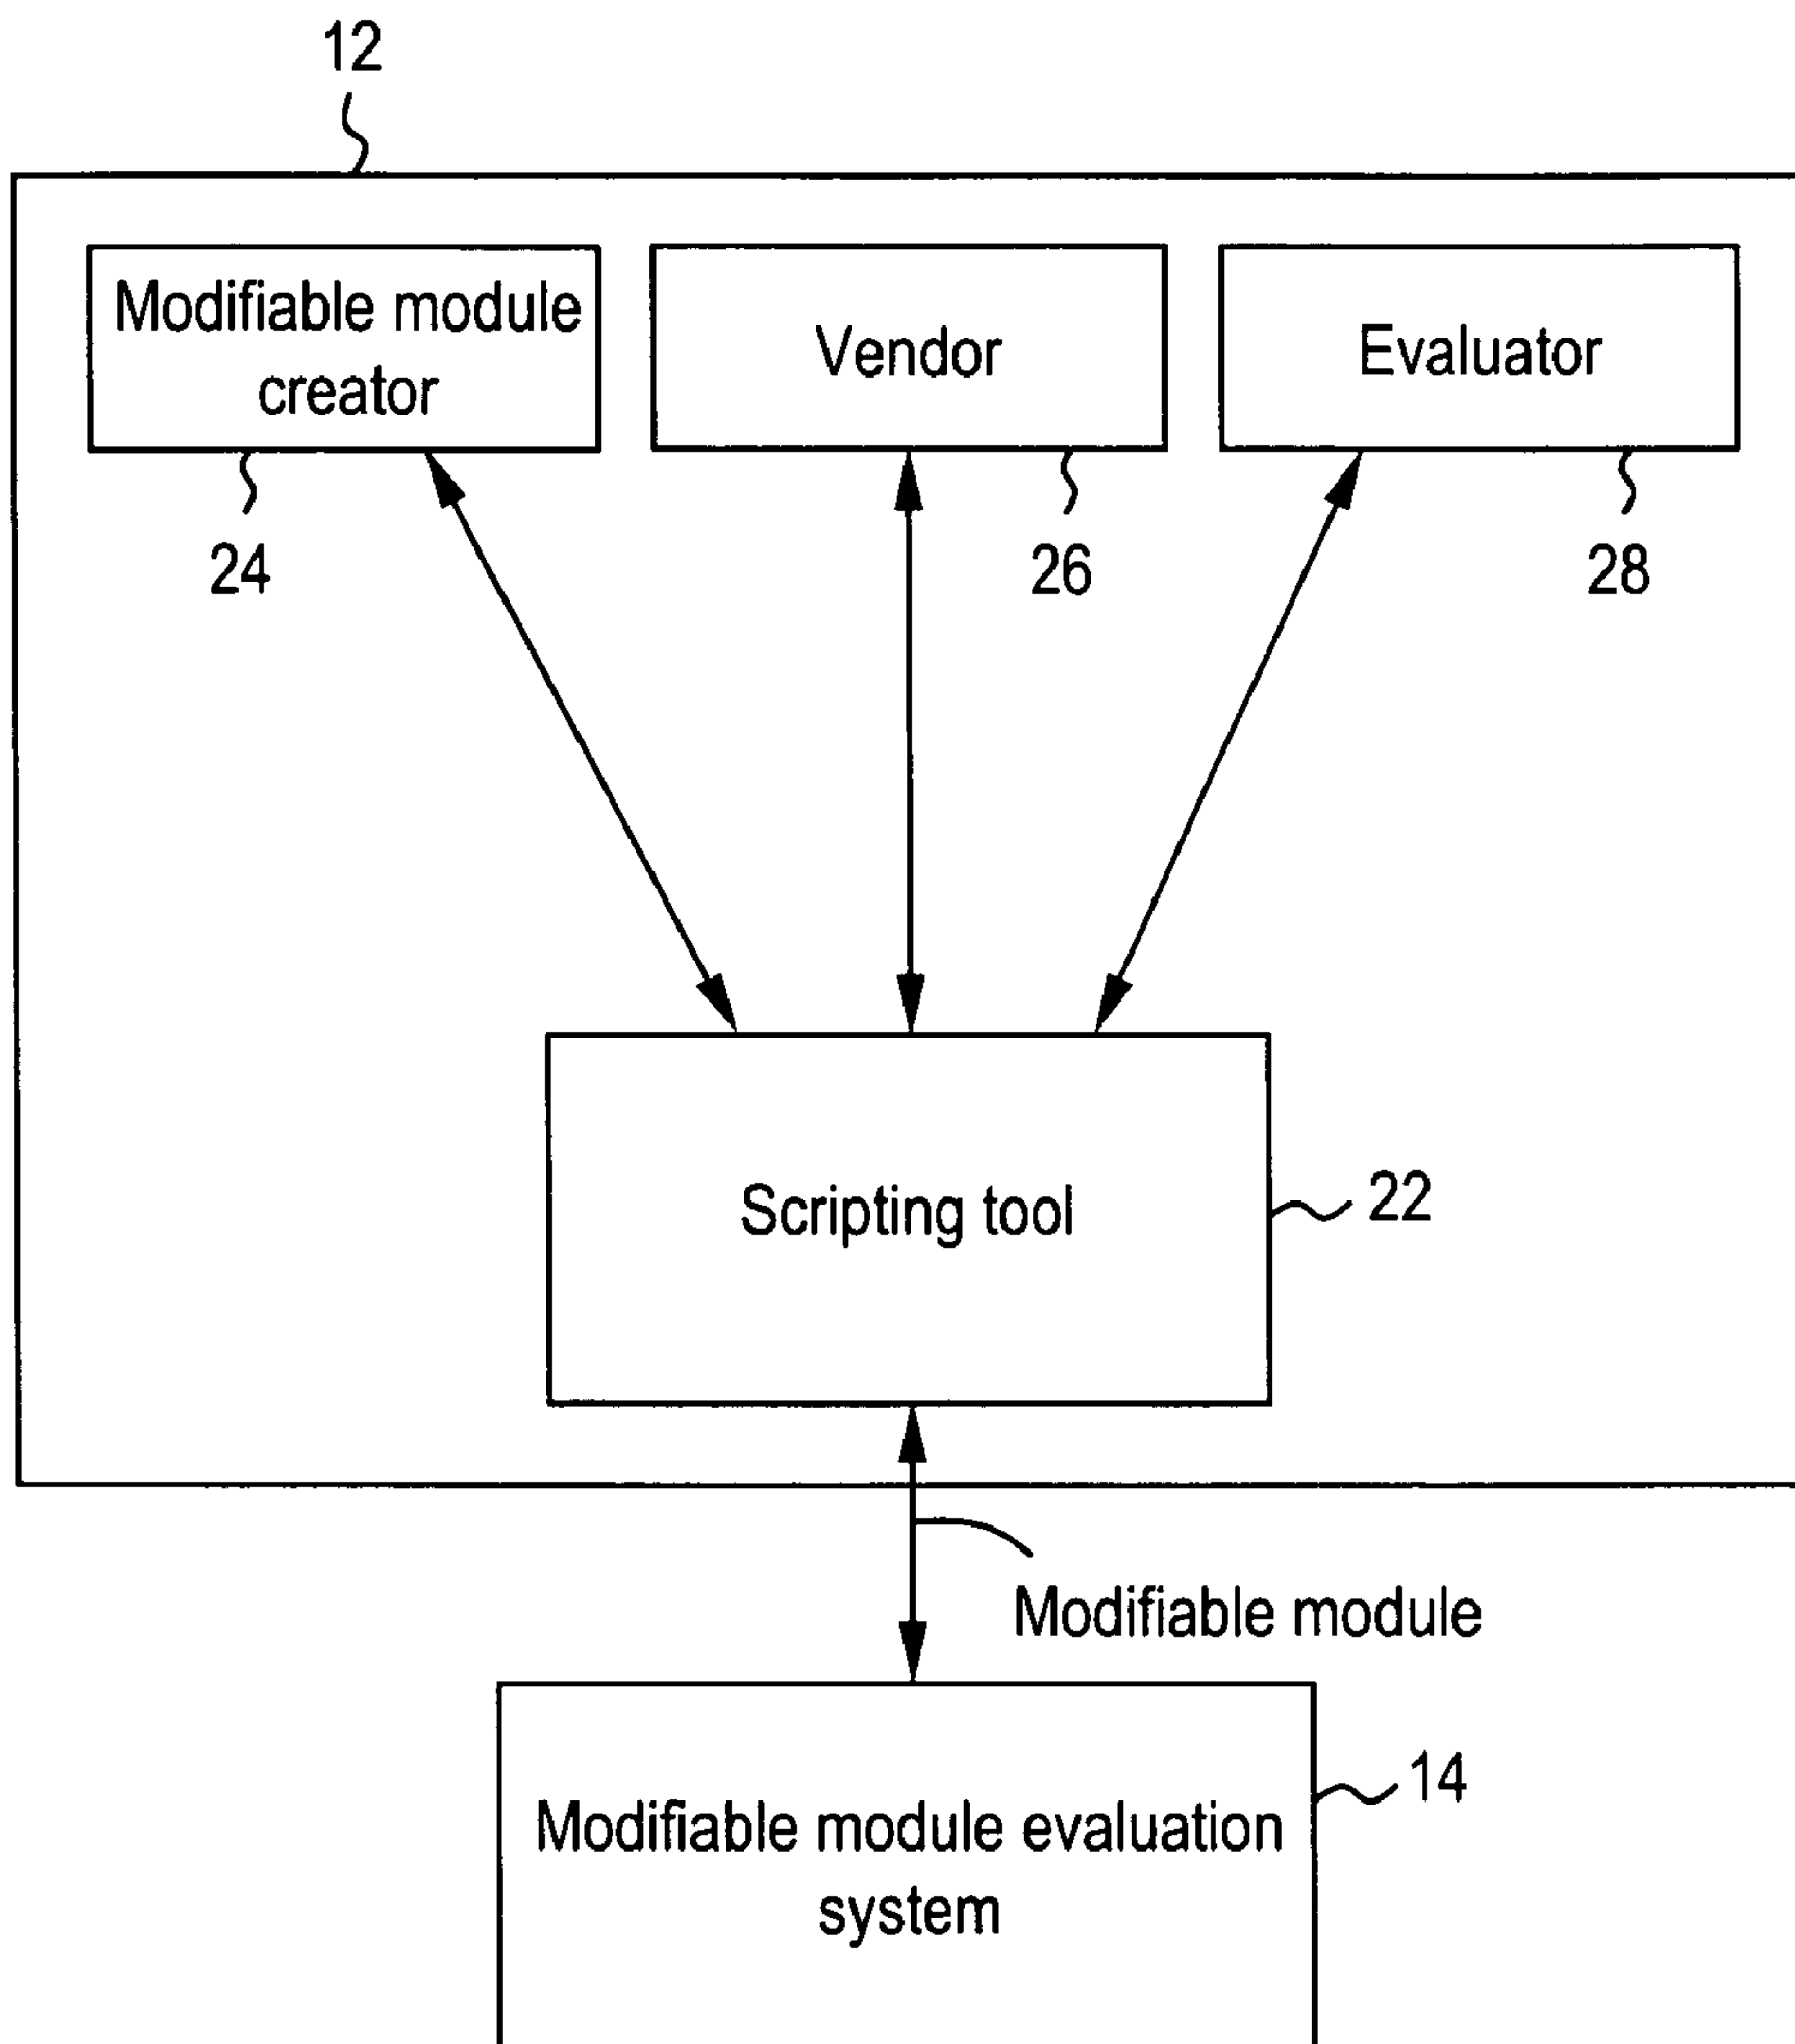 12
Modifiable module
creator
Vendor
Evaluator
24
26
28
Scripting tool
22
Modifiable module
14
Modifiable module evaluation
system